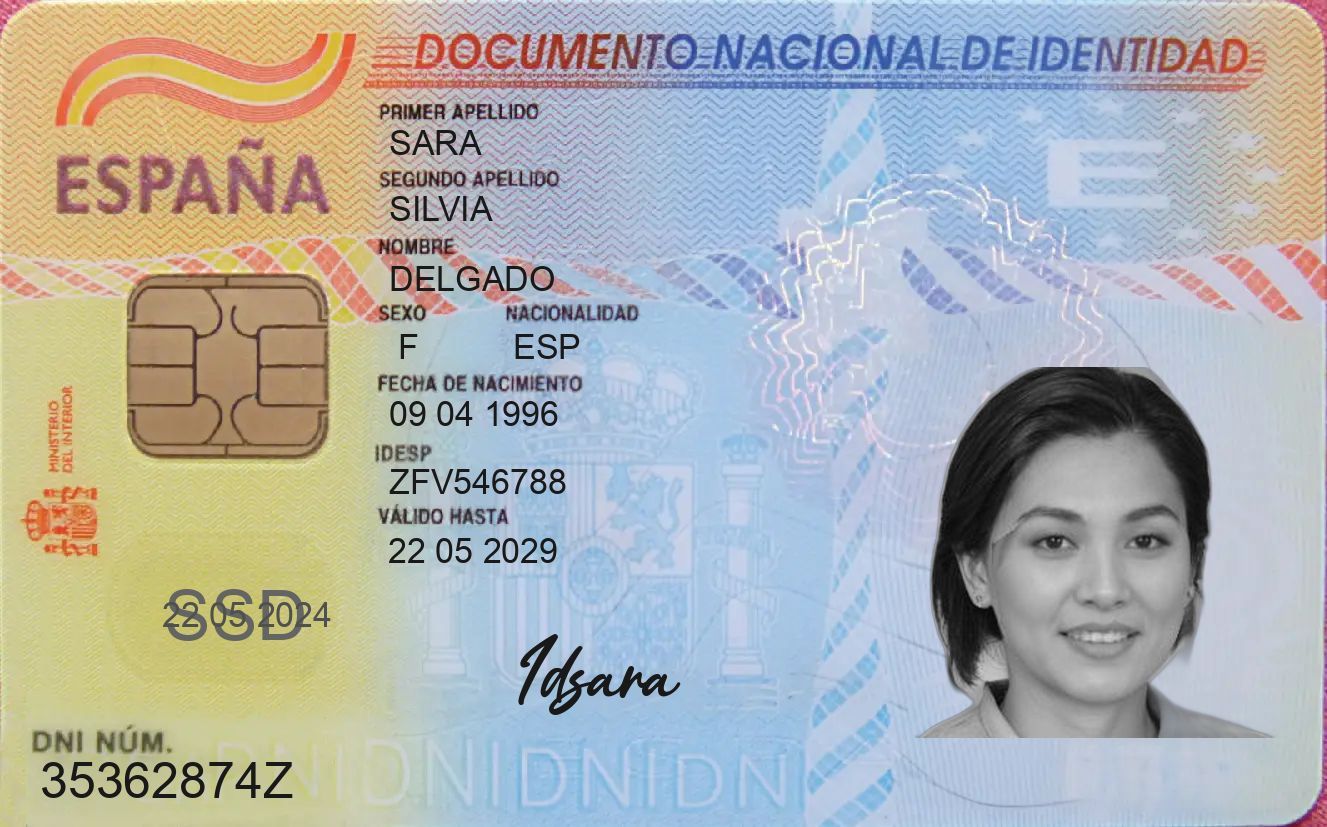 DOCUMENTO NACIONAL DE IDENTIDAD
ESPAÑA
PRIMER APELLIDO
SARA
SEGUNDO APELLIDO
SILVIA
NOMBRE
DELGADO
SEXO NACIONALIDAD
F ESP
FECHA DE NACIMIENTO
09 04 1996
IDESP
ZFV546788
VÁLIDO HASTA
22 05 2029
MINISTERIO
DEL INTERIOR
E
SSD
22 05 2024
Idsara
DNI NÚM.
35362874Z
DNIDNIDNIDNI